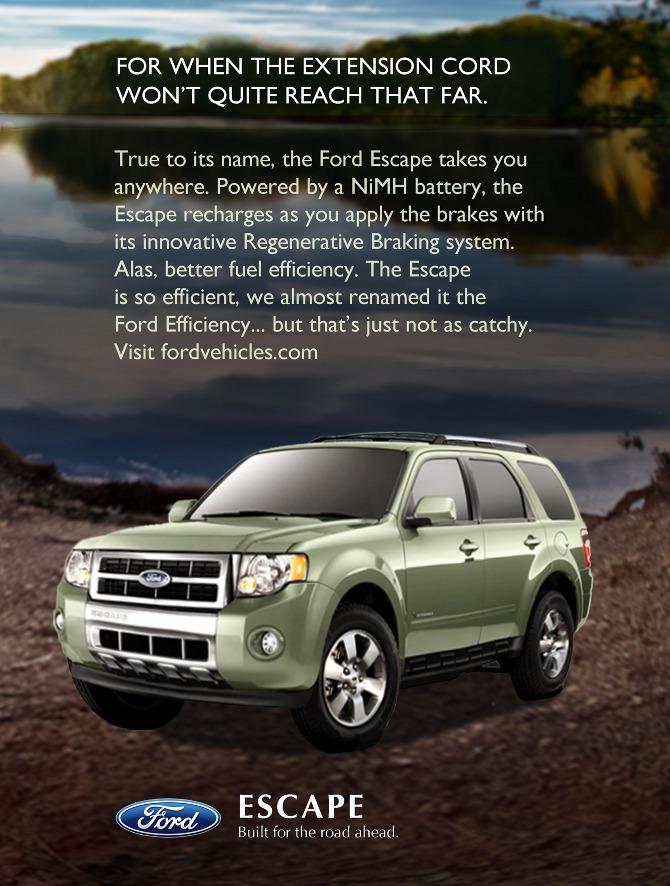 FOR WHEN THE EXTENSION CORD
WON'T QUITE REACH THAT FAR.
True to its name, the Ford Escape takes you
anywhere. Powered by a NiMH battery, the
Escape recharges as you apply the brakes with
its innovative Regenerative Braking system.
Alas, better fuel efficiency. The Escape
is so efficient, we almost renamed it the
Ford Efficiency... but that's just not as catchy.
Visit fordvehicles.com
Ford
ESCAPE
Ford
ESCAPE
Built for the road ahead.